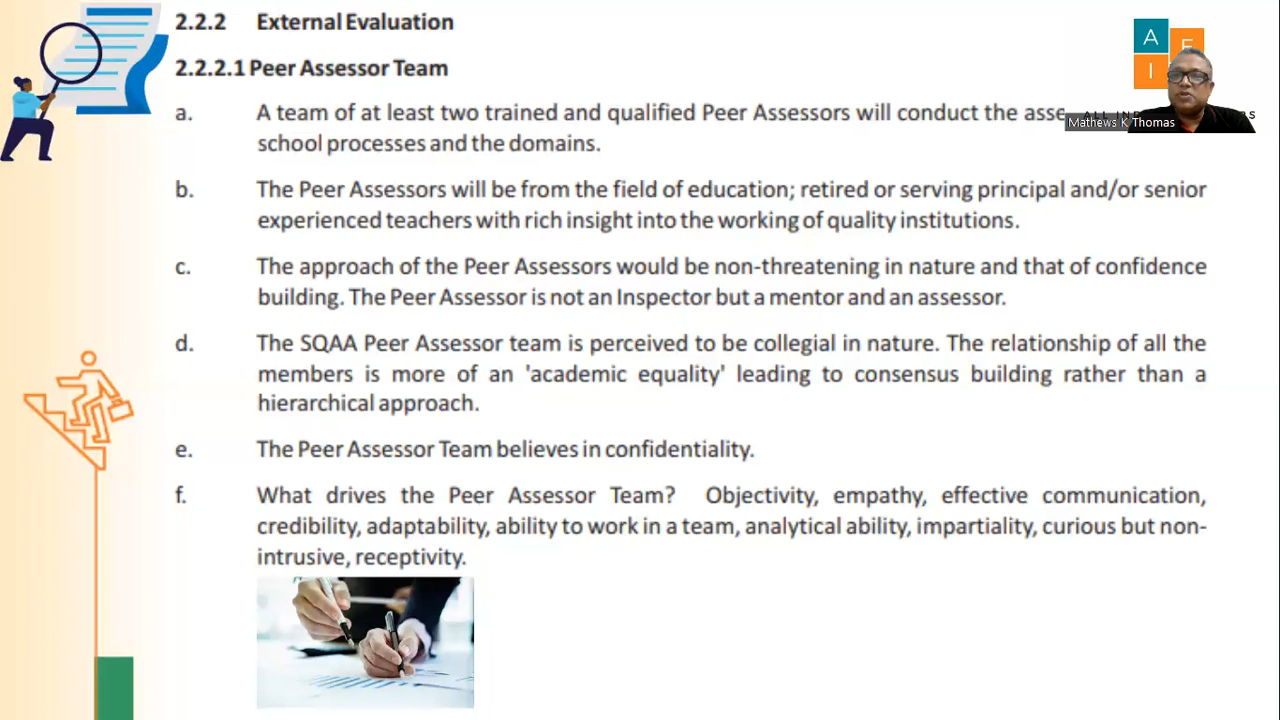 2.2.2 External Evaluation
2.2.2.1 Peer Assessor Team
a. A team of at least two trained and qualified Peer Assessors will conduct the
school processes and the domains.
b. The Peer Assessors will be from the field of education; retired or serving principal and/or senior
experienced teachers with rich insight into the working of quality institutions.
c. The approach of the Peer Assessors would be non-threatening in nature and that of confidence
building. The Peer Assessor is not an Inspector but a mentor and an assessor.
d. The SQAA Peer Assessor team is perceived to be collegial in nature. The relationship of all the
members is more of an 'academic equality' leading to consensus building rather than a
hierarchical approach.
e. The Peer Assessor Team believes in confidentiality.
f. What drives the Peer Assessor Team? Objectivity, empathy, effective communication,
credibility, adaptability, ability to work in a team, analytical ability, impartiality, curious but non-
intrusive, receptivity.
A
I
Mathews K Thomas